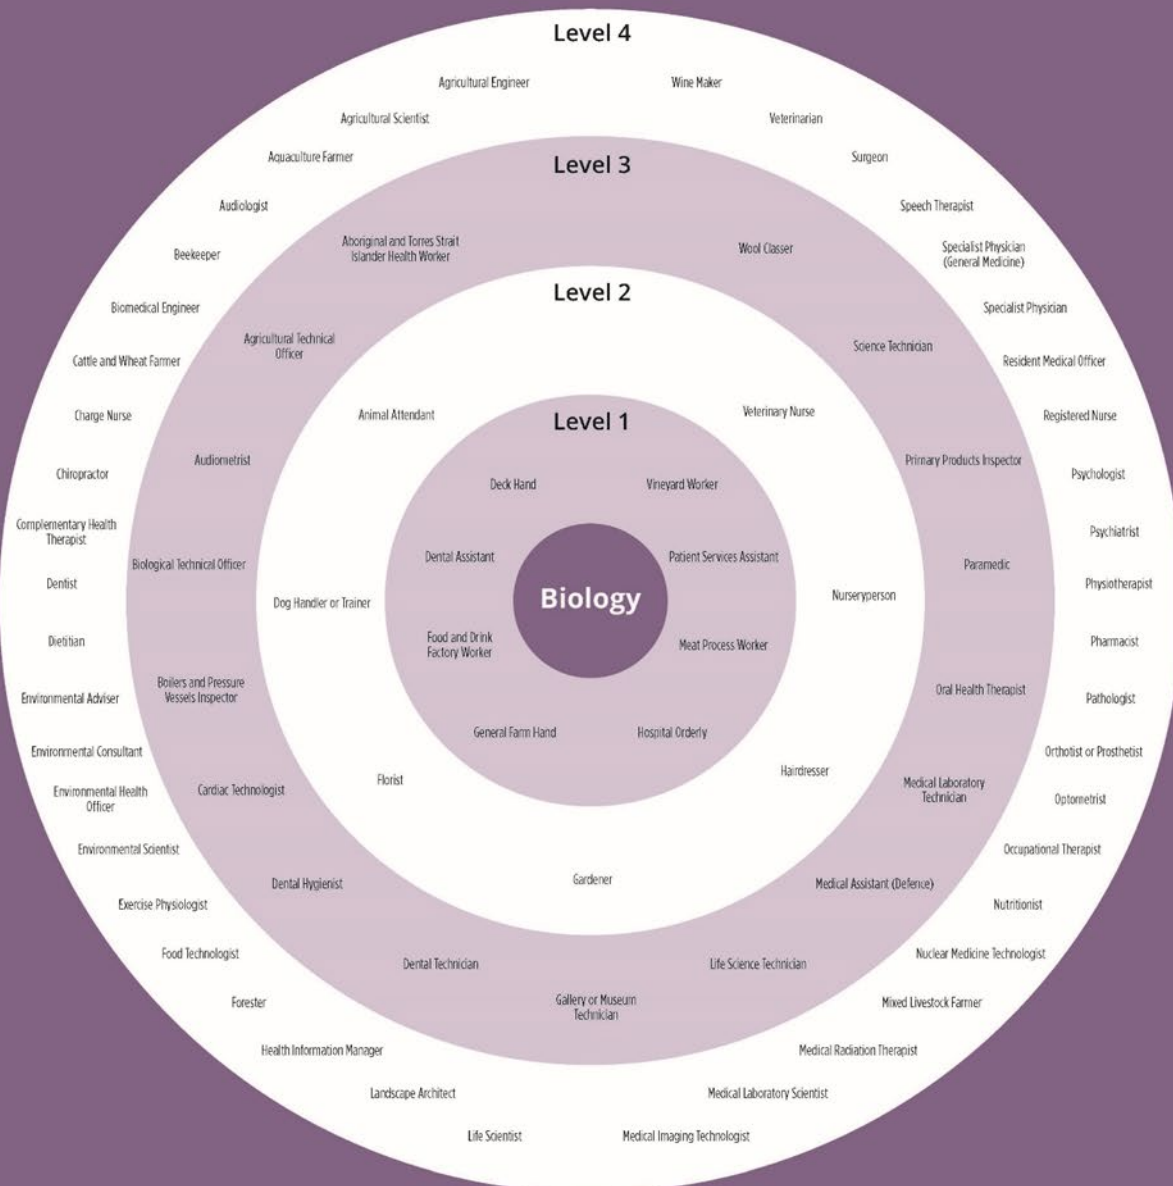 Level 4
Agricultural Engineer
Wine Maker
Agricultural Scientist
Veterinarian
Aquaculture Farmer
Surgeon
Audiologist
Speech Therapist
Beekeeper
Specialist Physician
(General Medicine)
Biomedical Engineer
Specialist Physician
Cattle and Wheat Farmer
Resident Medical Officer
Charge Nurse
Registered Nurse
Chiropractor
Psychologist
Complementary Health
Therapist
Psychiatrist
Dentist
Physiotherapist
Dietitian
Pharmacist
Environmental Adviser
Pathologist
Environmental Consultant
Orthotist or Prosthetist
Environmental Health
Officer
Optometrist
Environmental Scientist
Occupational Therapist
Exercise Physiologist
Nutritionist
Food Technologist
Nuclear Medicine Technologist
Forester
Mixed Livestock Farmer
Health Information Manager
Medical Radiation Therapist
Landscape Architect
Medical Laboratory Scientist
Life Scientist
Medical Imaging Technologist
Level 3
Aboriginal and Torres Strait
Islander Health Worker
Wool Classer
Agricultural Technical
Officer
Science Technician
Audiometrist
Primary Products Inspector
Biological Technical Officer
Paramedic
Boilers and Pressure
Vessels Inspector
Oral Health Therapist
Cardiac Technologist
Medical Laboratory
Technician
Dental Hygienist
Medical Assistant (Defence)
Dental Technician
Life Science Technician
Gallery or Museum
Technician
Level 2
Animal Attendant
Veterinary Nurse
Dog Handler or Trainer
Nurseryperson
Florist
Hairdresser
Gardener
Level 1
Deck Hand
Vineyard Worker
Dental Assistant
Patient Services Assistant
Food and Drink
Factory Worker
Meat Process Worker
General Farm Hand
Hospital Orderly
Biology